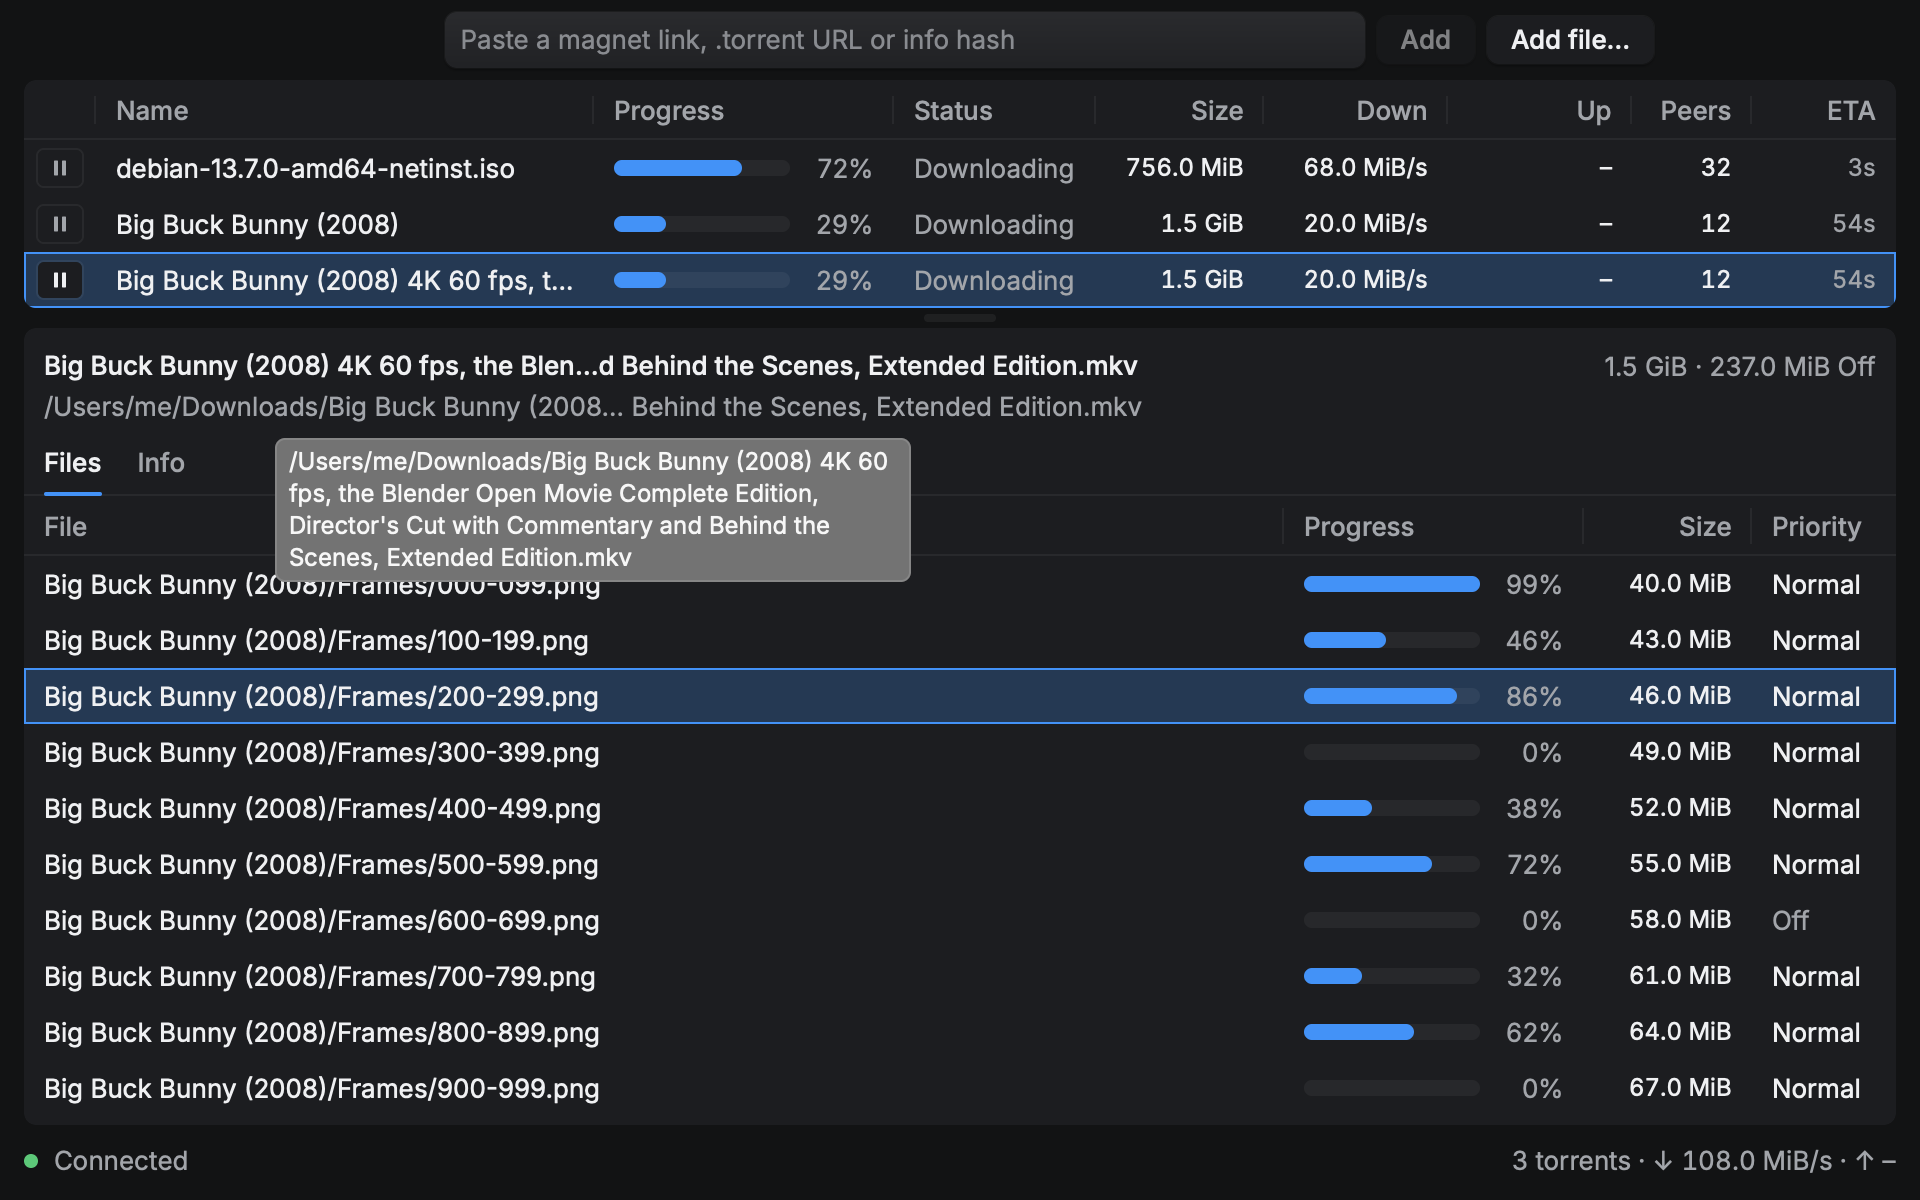 Paste a magnet link, .torrent URL or info hash Add Add file...
Name Progress Status Size Down Up Peers ETA
debian-13.7.0-amd64-netinst.iso 72% Downloading 756.0 MiB 68.0 MiB/s – 32 3s
Big Buck Bunny (2008) 29% Downloading 1.5 GiB 20.0 MiB/s – 12 54s
Big Buck Bunny (2008) 4K 60 fps, t... 29% Downloading 1.5 GiB 20.0 MiB/s – 12 54s
Big Buck Bunny (2008) 4K 60 fps, the Blen...d Behind the Scenes, Extended Edition.mkv 1.5 GiB · 237.0 MiB Off
/Users/me/Downloads/Big Buck Bunny (2008... Behind the Scenes, Extended Edition.mkv
Files Info
/Users/me/Downloads/Big Buck Bunny (2008) 4K 60
fps, the Blender Open Movie Complete Edition,
Director's Cut with Commentary and Behind the
Scenes, Extended Edition.mkv
File Progress Size Priority
Big Buck Bunny (2008)/Frames/000-099.png 99% 40.0 MiB Normal
Big Buck Bunny (2008)/Frames/100-199.png 46% 43.0 MiB Normal
Big Buck Bunny (2008)/Frames/200-299.png 86% 46.0 MiB Normal
Big Buck Bunny (2008)/Frames/300-399.png 0% 49.0 MiB Normal
Big Buck Bunny (2008)/Frames/400-499.png 38% 52.0 MiB Normal
Big Buck Bunny (2008)/Frames/500-599.png 72% 55.0 MiB Normal
Big Buck Bunny (2008)/Frames/600-699.png 0% 58.0 MiB Off
Big Buck Bunny (2008)/Frames/700-799.png 32% 61.0 MiB Normal
Big Buck Bunny (2008)/Frames/800-899.png 62% 64.0 MiB Normal
Big Buck Bunny (2008)/Frames/900-999.png 0% 67.0 MiB Normal
Connected 3 torrents · ↓ 108.0 MiB/s · ↑ –